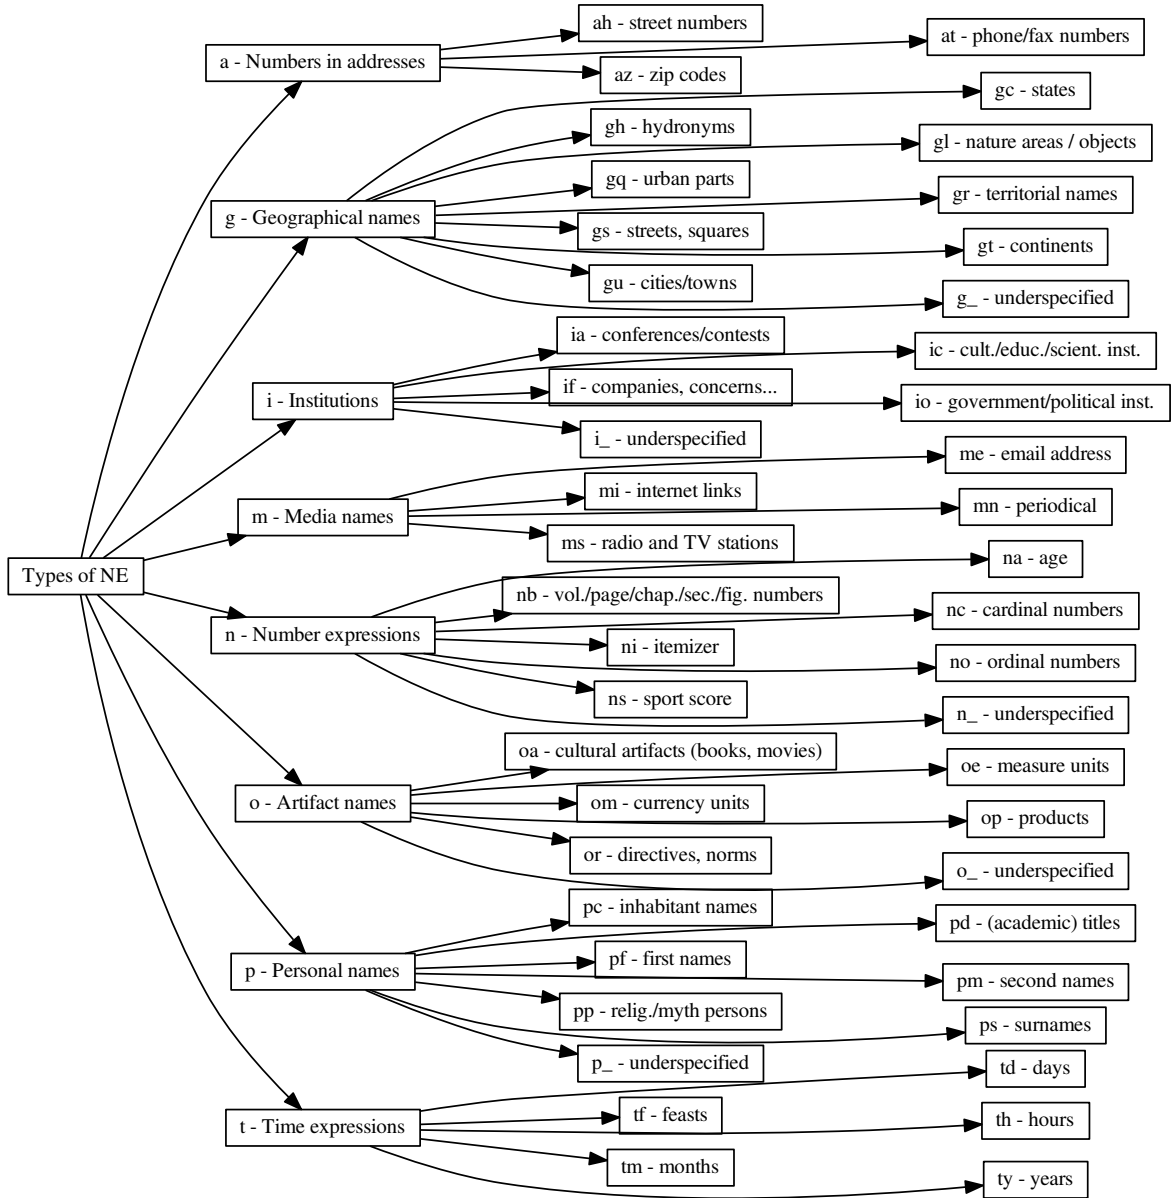 Types of NE
a - Numbers in addresses
ah - street numbers
at - phone/fax numbers
az - zip codes
g - Geographical names
gc - states
gh - hydronyms
gl - nature areas / objects
gq - urban parts
gr - territorial names
gs - streets, squares
gt - continents
gu - cities/towns
g_ - underspecified
i - Institutions
ia - conferences/contests
ic - cult./educ./scient. inst.
if - companies, concerns...
io - government/political inst.
i_ - underspecified
m - Media names
me - email address
mi - internet links
mn - periodical
ms - radio and TV stations
n - Number expressions
na - age
nb - vol./page/chap./sec./fig. numbers
nc - cardinal numbers
ni - itemizer
no - ordinal numbers
ns - sport score
n_ - underspecified
o - Artifact names
oa - cultural artifacts (books, movies)
oe - measure units
om - currency units
op - products
or - directives, norms
o_ - underspecified
p - Personal names
pc - inhabitant names
pd - (academic) titles
pf - first names
pm - second names
pp - relig./myth persons
ps - surnames
p_ - underspecified
t - Time expressions
td - days
tf - feasts
th - hours
tm - months
ty - years